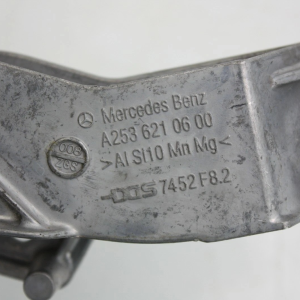 Mercedes Benz
A253 621 06 00
>Al Si10 Mn Mg<
7452 F8.2